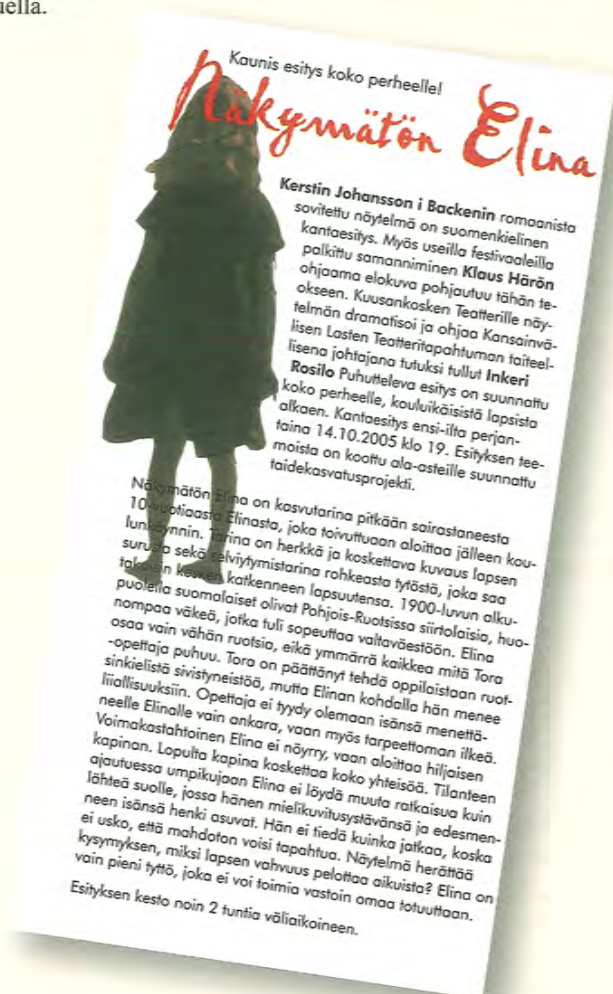 uella.
Kaunis esitys koko perheelle!
Näkymätön Elina
Kerstin Johansson i Backenin romaanista
sovitettu näytelmä on suomenkielinen
kantaesitys. Myös useilla festivaaleilla
palkittu samanniminen Klaus Härön
ohjaama elokuva pohjautuu tähän te-
okseen. Kuusankosken Teatterille näy-
telmän dramatisoi ja ohjaa Kansainvä-
lisen Lasten Teatteritapahtuman taiteel-
lisena johtajana tutuksi tullut Inkeri
Rosilo Puhutteleva esitys on suunnattu
koko perheelle, kouluikäisistä lapsista
alkaen. Kantaesitys ensi-ilta perjan-
taina 14.10.2005 klo 19. Esityksen tee-
moista on koottu ala-asteille suunnattu
taidekasvatusprojekti.
Näkymätön Elina on kasvutarina pitkään sairastaneesta
10-vuotiaasta Elinasta, joka toivuttuaan aloittaa jälleen kou-
lunkäynnin. Tarina on herkkä ja koskettava kuvaus lapsen
surusta sekä selviytymistarina rohkeasta tytöstä, joka saa
takaisin kesken katkenneen lapsuutensa. 1900-luvun alku-
puolella suomalaiset olivat Pohjois-Ruotsissa siirtolaisia, huo-
nompaa väkeä, jotka tuli sopeuttaa valtaväestöön. Elina
osaa vain vähän ruotsia, eikä ymmärrä kaikkea mitä Tora
-opettaja puhuu. Tora on päättänyt tehdä oppilaistaan ruot-
sinkielistä sivistyneistöä, mutta Elinan kohdalla hän menee
liiallisuuksiin. Opettaja ei tyydy olemaan isänsä menettä-
neelle Elinalle vain ankara, vaan myös tarpeettoman ilkeä.
Voimakastahtoinen Elina ei nöyrry, vaan aloittaa hiljaisen
kapinan. Lopulta kapina koskettaa koko yhteisöä. Tilanteen
ajautuessa umpikujaan Elina ei löydä muuta ratkaisua kuin
lähteä suolle, jossa hänen mielikuvitusystävänsä ja edesmen-
neen isänsä henki asuvat. Hän ei tiedä kuinka jatkaa, koska
ei usko, että mahdoton voisi tapahtua. Näytelmä herättää
kysymyksen, miksi lapsen vahvuus pelottaa aikuista? Elina on
vain pieni tyttö, joka ei voi toimia vastoin omaa totuuttaan.
Esityksen kesto noin 2 tuntia väliaikoineen.